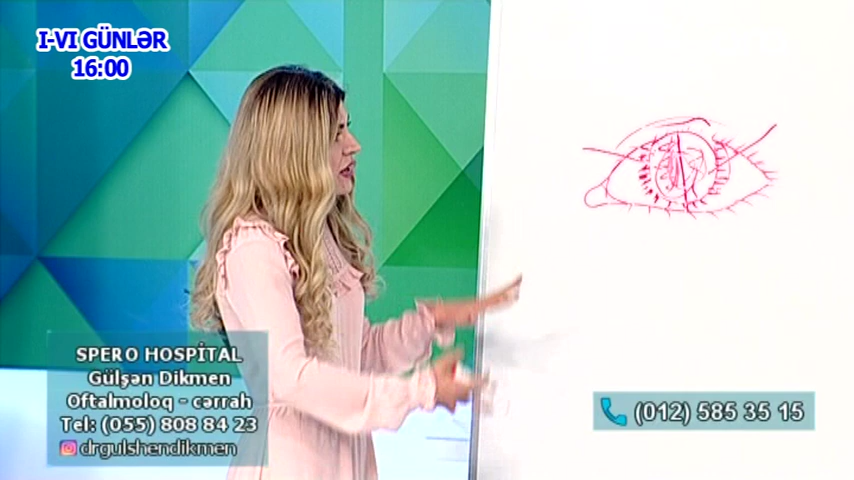 I-VI GÜNLƏR
16:00
SPERO HOSPİTAL
Gülşən Dikmen
Oftalmoloq - cərrah
Tel: (055) 808 84 23
drgulshendikmen
(012) 585 35 15